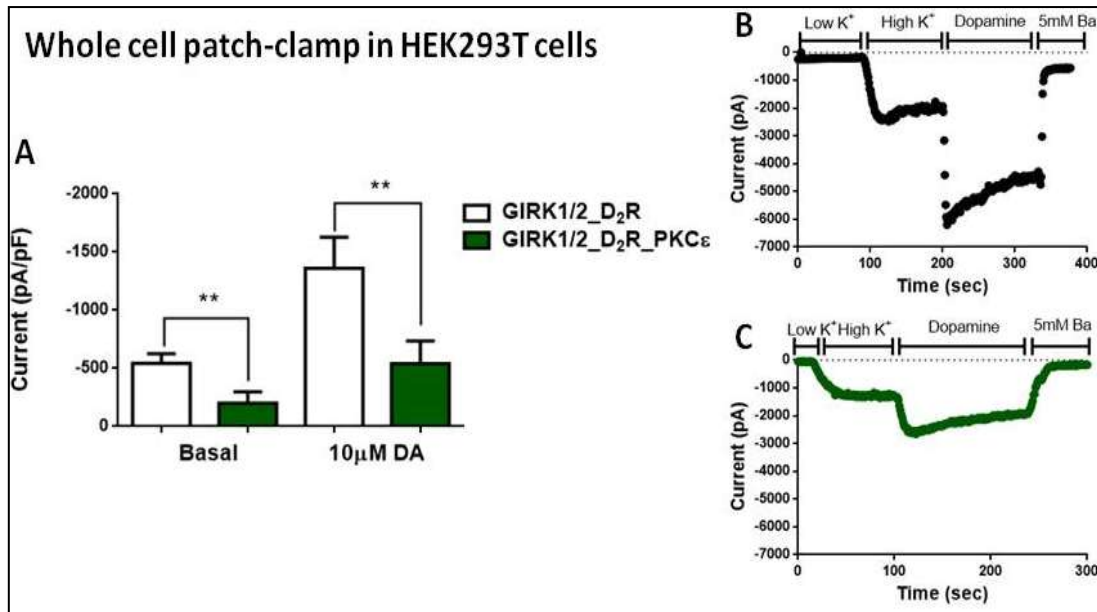 Whole cell patch-clamp in HEK293T cells
A
Current (pA/pF)
-2000
-1500
-1000
-500
0
**
**
Basal
10µM DA
GIRK1/2_D₂R
GIRK1/2_D₂R_PKCε
B
Low K⁺ High K⁺ Dopamine 5mM Ba
Current (pA)
0
-1000
-2000
-3000
-4000
-5000
-6000
-7000
0 100 200 300 400
Time (sec)
C
Low K⁺ High K⁺ Dopamine 5mM Ba
Current (pA)
0
-1000
-2000
-3000
-4000
-5000
-6000
-7000
0 100 200 300
Time (sec)